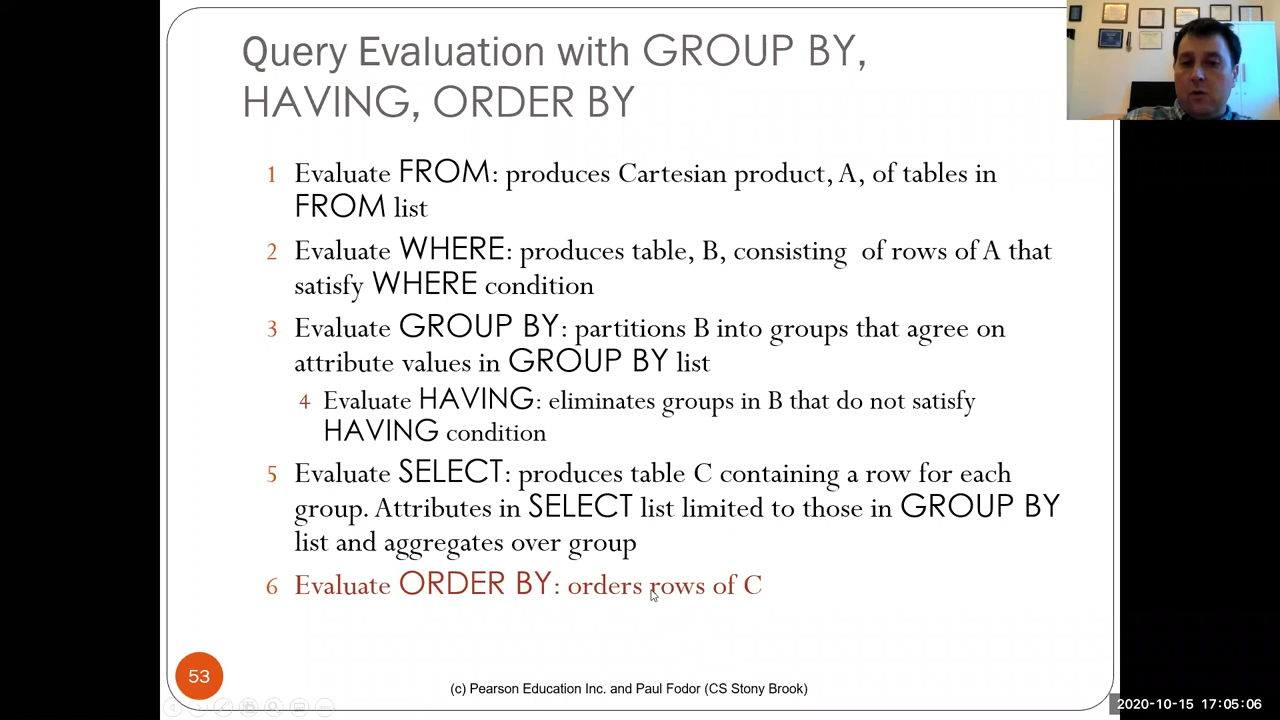 Query Evaluation with GROUP BY,
HAVING, ORDER BY
1 Evaluate FROM: produces Cartesian product, A, of tables in
FROM list
2 Evaluate WHERE: produces table, B, consisting of rows of A that
satisfy WHERE condition
3 Evaluate GROUP BY: partitions B into groups that agree on
attribute values in GROUP BY list
4 Evaluate HAVING: eliminates groups in B that do not satisfy
HAVING condition
5 Evaluate SELECT: produces table C containing a row for each
group. Attributes in SELECT list limited to those in GROUP BY
list and aggregates over group
6 Evaluate ORDER BY: orders rows of C
53
(c) Pearson Education Inc. and Paul Fodor (CS Stony Brook)
2020-10-15 17:05:06